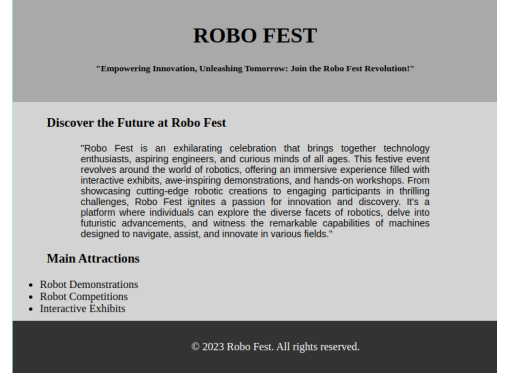 ROBO FEST
"Empowering Innovation, Unleashing Tomorrow: Join the Robo Fest Revolution!"
Discover the Future at Robo Fest
"Robo Fest is an exhilarating celebration that brings together technology
enthusiasts, aspiring engineers, and curious minds of all ages. This festive event
revolves around the world of robotics, offering an immersive experience filled with
interactive exhibits, awe-inspiring demonstrations, and hands-on workshops. From
showcasing cutting-edge robotic creations to engaging participants in thrilling
challenges, Robo Fest ignites a passion for innovation and discovery. It's a
platform where individuals can explore the diverse facets of robotics, delve into
futuristic advancements, and witness the remarkable capabilities of machines
designed to navigate, assist, and innovate in various fields."
Main Attractions
• Robot Demonstrations
• Robot Competitions
• Interactive Exhibits
© 2023 Robo Fest. All rights reserved.